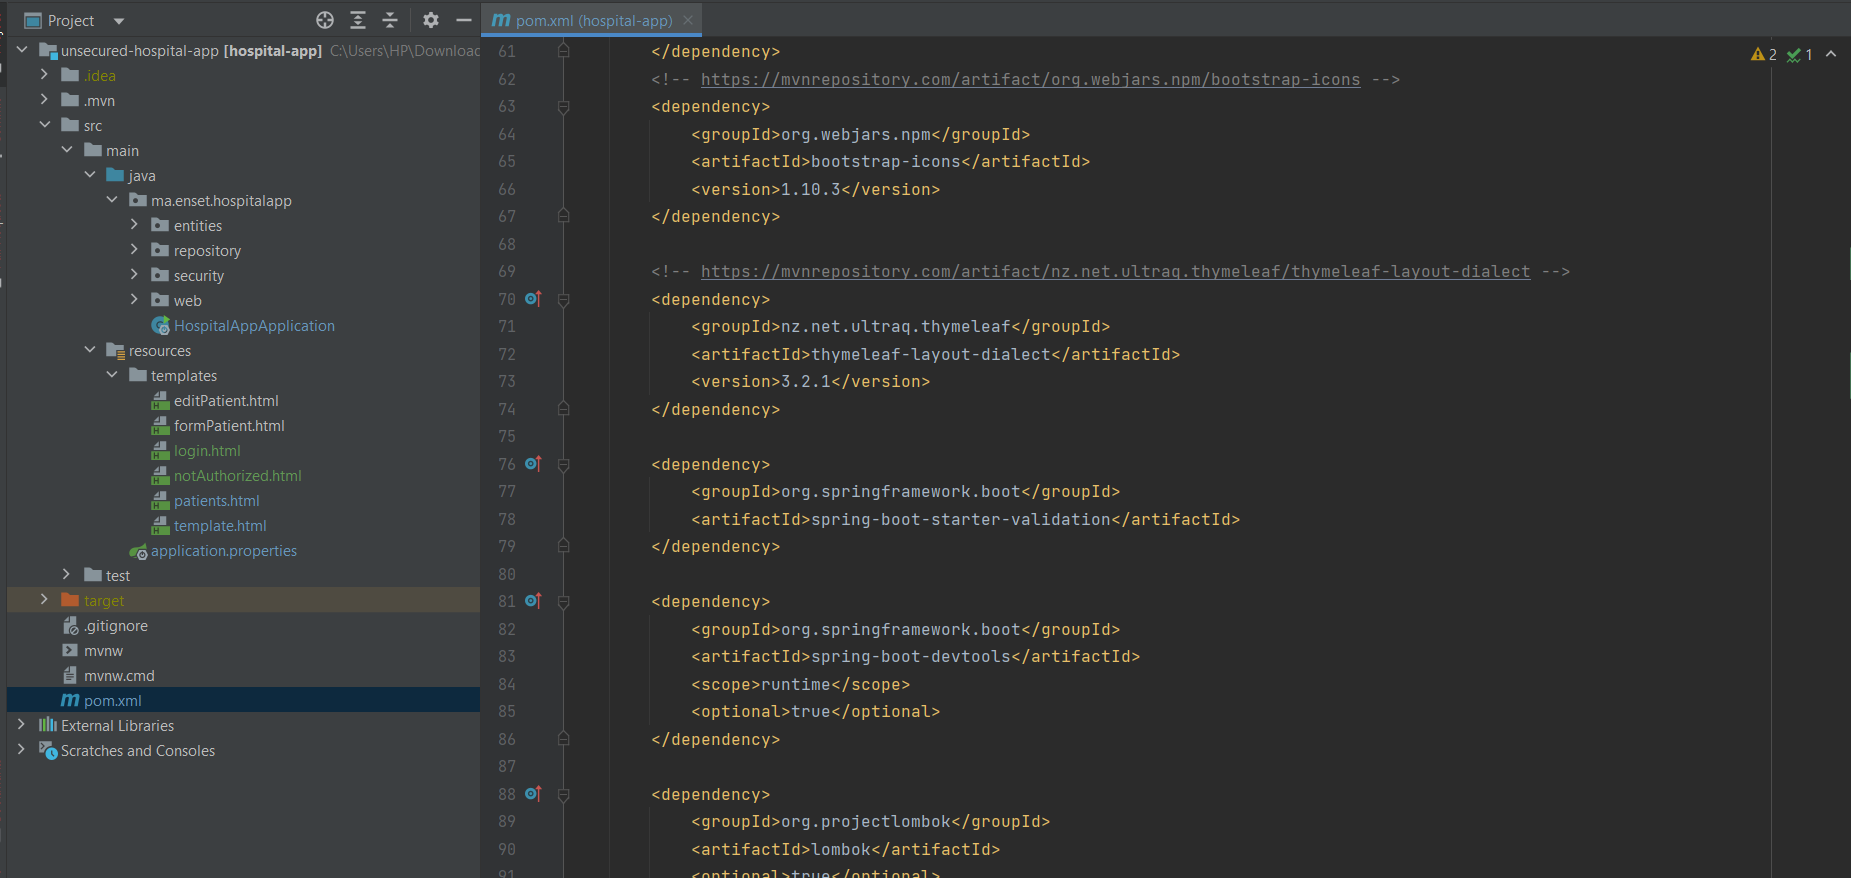 Project
unsecured-hospital-app [hospital-app] C:\Users\HP\Downloac
.idea
.mvn
src
main
java
ma.enset.hospitalapp
entities
repository
security
web
HospitalAppApplication
resources
templates
editPatient.html
formPatient.html
login.html
notAuthorized.html
patients.html
template.html
application.properties
test
target
.gitignore
mvnw
mvnw.cmd
pom.xml
External Libraries
Scratches and Consoles
pom.xml (hospital-app)
2 1
61 </dependency>
62 <!-- https://mvnrepository.com/artifact/org.webjars.npm/bootstrap-icons -->
63 <dependency>
64 <groupId>org.webjars.npm</groupId>
65 <artifactId>bootstrap-icons</artifactId>
66 <version>1.10.3</version>
67 </dependency>
68
69 <!-- https://mvnrepository.com/artifact/nz.net.ultraq.thymeleaf/thymeleaf-layout-dialect -->
70 <dependency>
71 <groupId>nz.net.ultraq.thymeleaf</groupId>
72 <artifactId>thymeleaf-layout-dialect</artifactId>
73 <version>3.2.1</version>
74 </dependency>
75
76 <dependency>
77 <groupId>org.springframework.boot</groupId>
78 <artifactId>spring-boot-starter-validation</artifactId>
79 </dependency>
80
81 <dependency>
82 <groupId>org.springframework.boot</groupId>
83 <artifactId>spring-boot-devtools</artifactId>
84 <scope>runtime</scope>
85 <optional>true</optional>
86 </dependency>
87
88 <dependency>
89 <groupId>org.projectlombok</groupId>
90 <artifactId>lombok</artifactId>
91 <optional>true</optional>